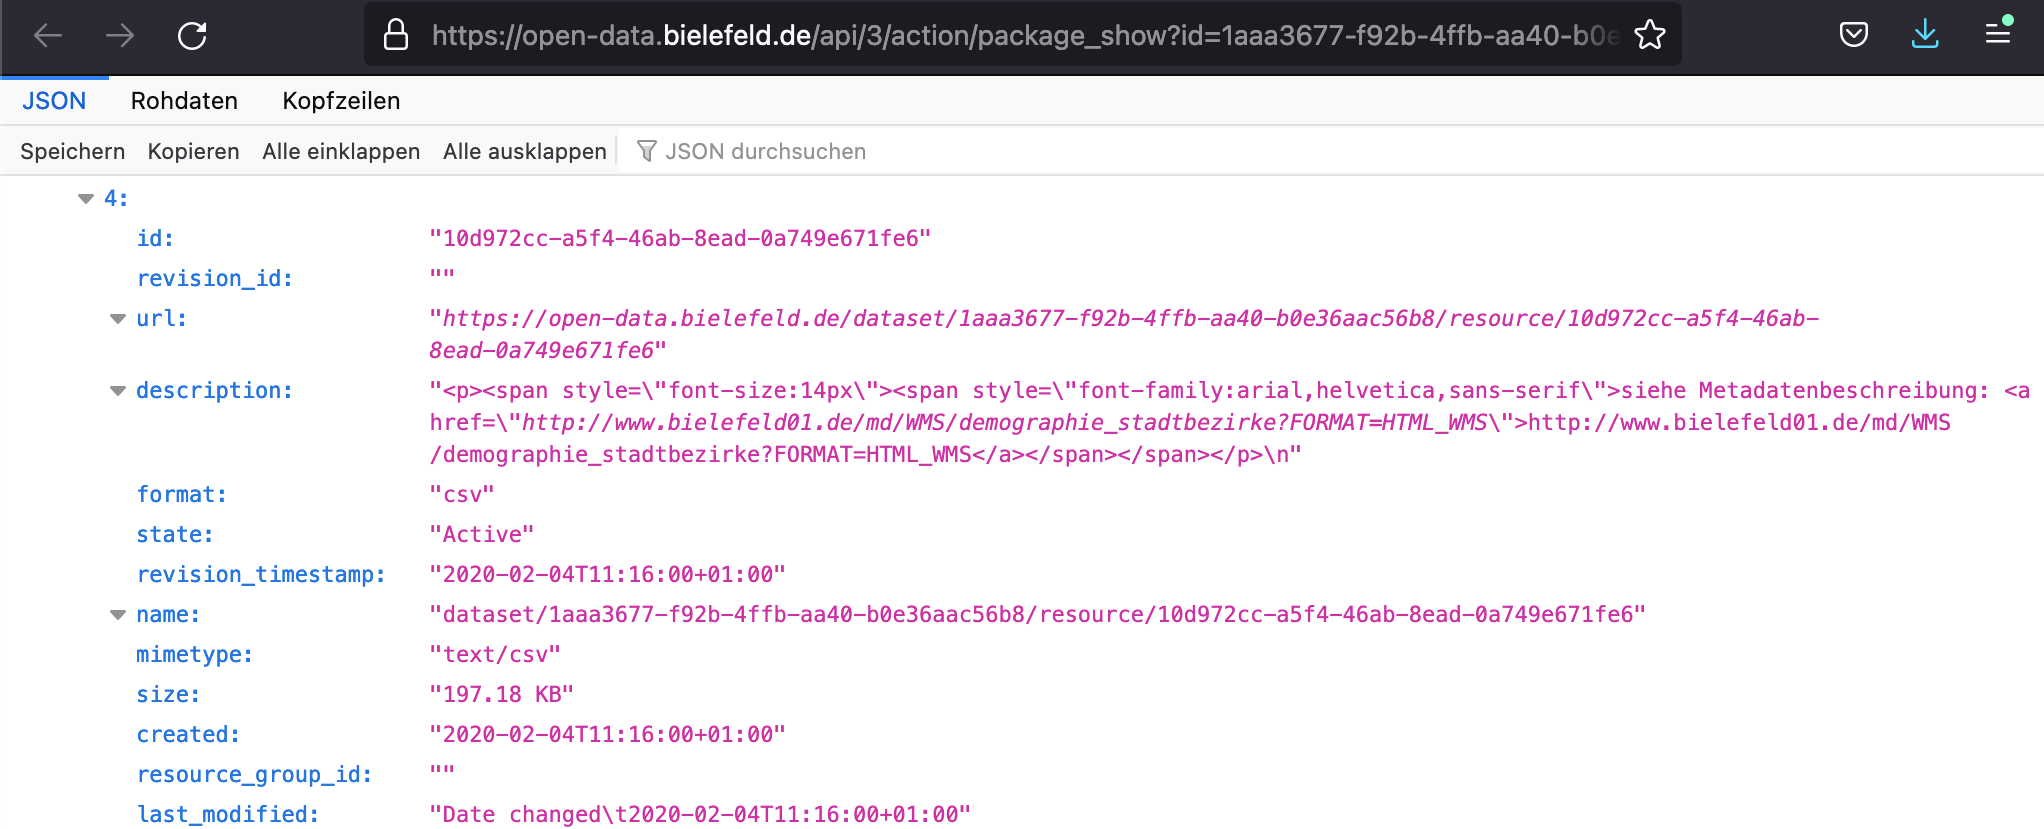 https://open-data.bielefeld.de/api/3/action/package_show?id=1aaa3677-f92b-4ffb-aa40-b0e
JSON Rohdaten Kopfzeilen
Speichern Kopieren Alle einklappen Alle ausklappen JSON durchsuchen
4:
id: "10d972cc-a5f4-46ab-8ead-0a749e671fe6"
revision_id: ""
url: "https://open-data.bielefeld.de/dataset/1aaa3677-f92b-4ffb-aa40-b0e36aac56b8/resource/10d972cc-a5f4-46ab-
8ead-0a749e671fe6"
description: "<p><span style=\"font-size:14px\"><span style=\"font-family:arial,helvetica,sans-serif\">siehe Metadatenbeschreibung: <a
href=\"http://www.bielefeld01.de/md/WMS/demographie_stadtbezirke?FORMAT=HTML_WMS\">http://www.bielefeld01.de/md/WMS
/demographie_stadtbezirke?FORMAT=HTML_WMS</a></span></span></p>\n"
format: "csv"
state: "Active"
revision_timestamp: "2020-02-04T11:16:00+01:00"
name: "dataset/1aaa3677-f92b-4ffb-aa40-b0e36aac56b8/resource/10d972cc-a5f4-46ab-8ead-0a749e671fe6"
mimetype: "text/csv"
size: "197.18 KB"
created: "2020-02-04T11:16:00+01:00"
resource_group_id: ""
last_modified: "Date changed\t2020-02-04T11:16:00+01:00"